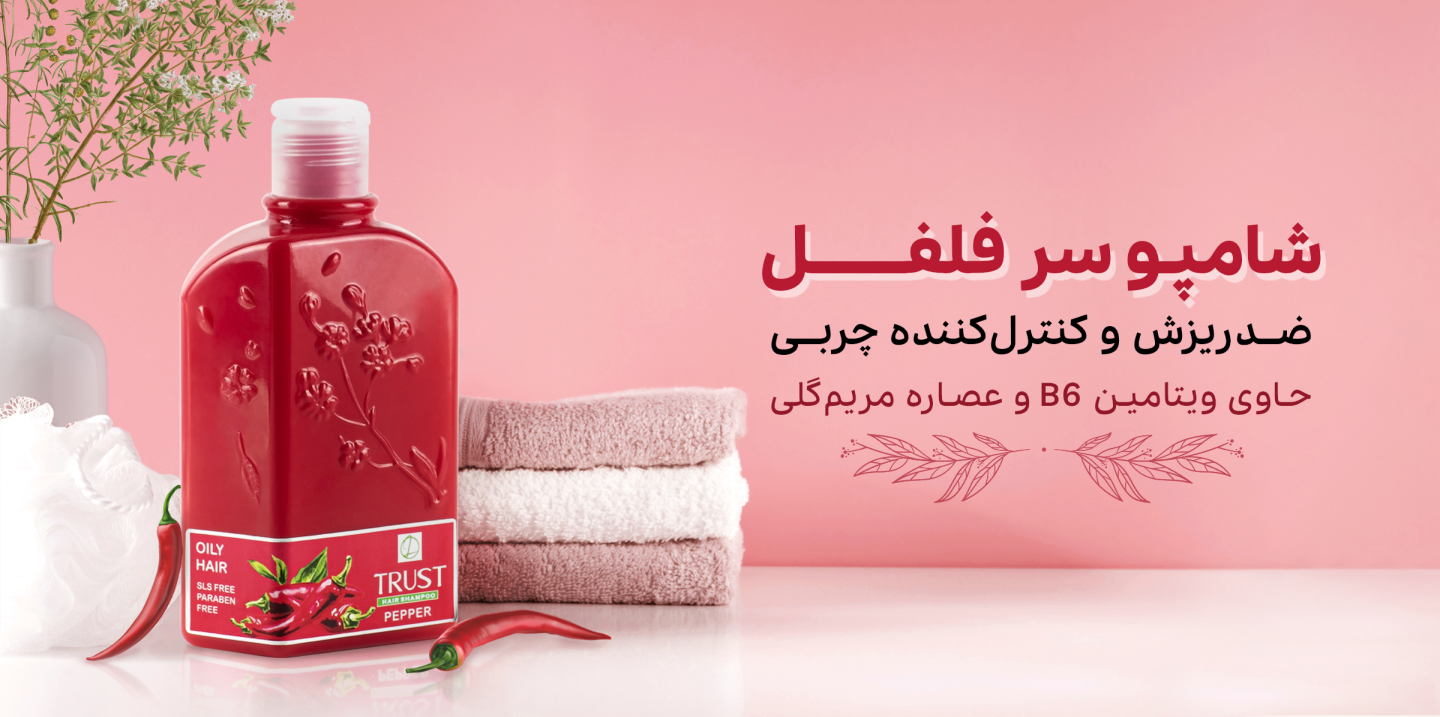 شامپو سر فلفل
ضدریزش و کنترل‌کننده چربی
حاوی ویتامین B6 و عصاره مریم‌گلی
OILY
HAIR
SLS FREE
PARABEN
FREE
TRUST
HAIR SHAMPOO
PEPPER